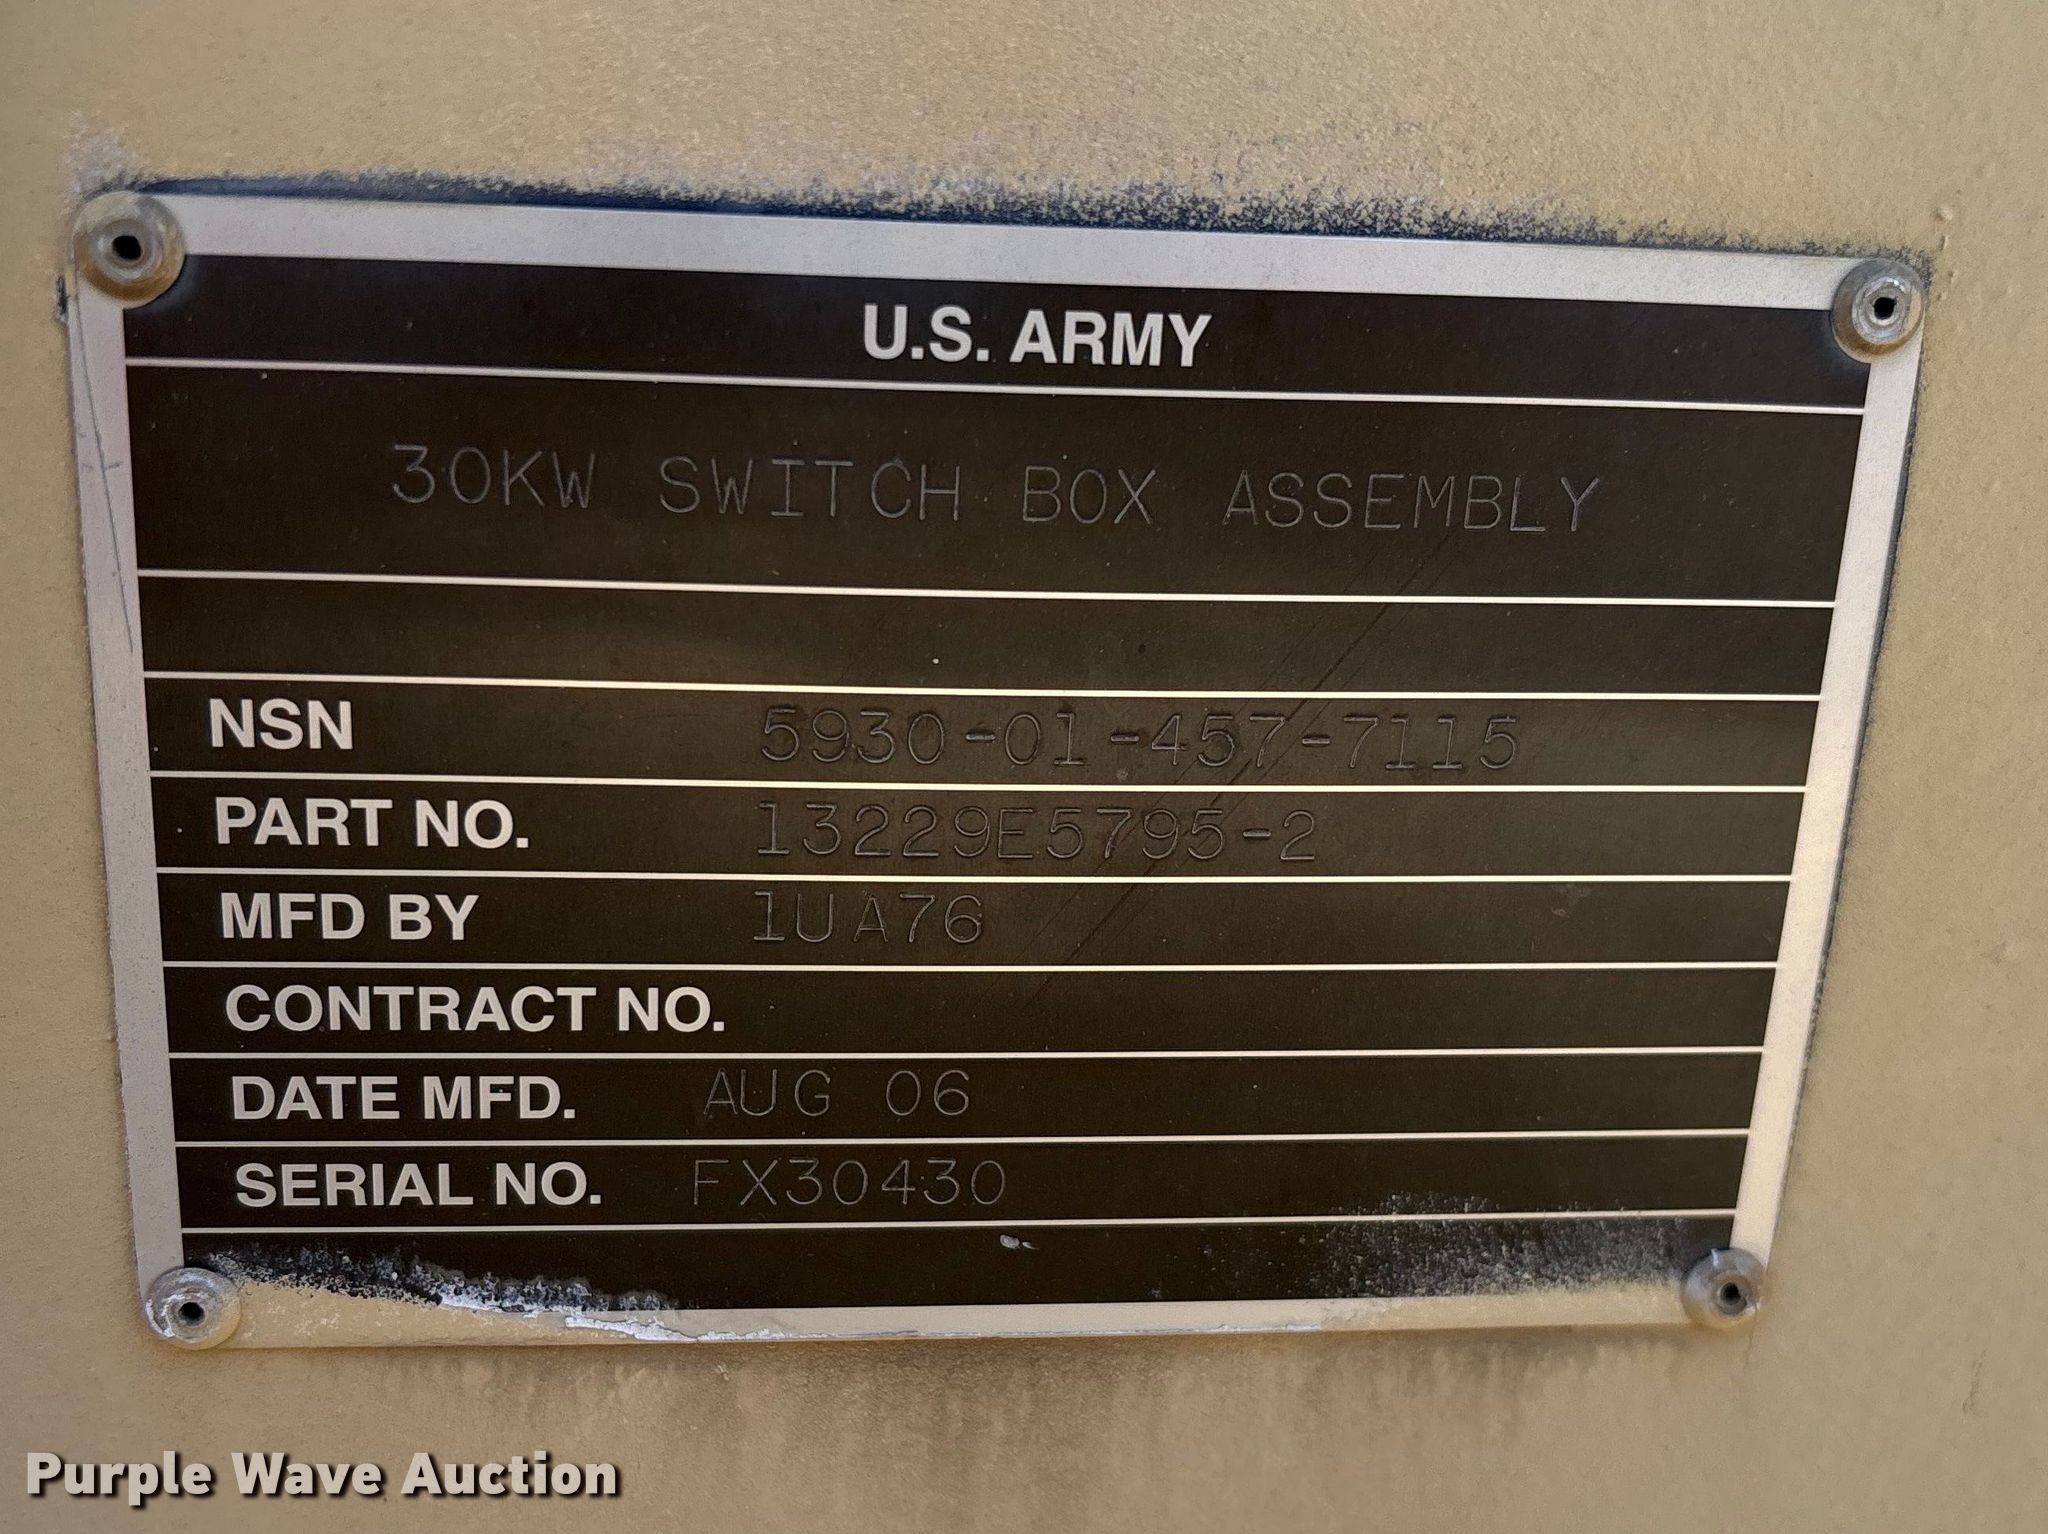 U.S. ARMY
30KW SWITCH BOX ASSEMBLY
NSN 5930-01-457-7115
PART NO. 13229E5795-2
MFD BY 1UA76
CONTRACT NO.
DATE MFD. AUG 06
SERIAL NO. FX30430
Purple Wave Auction